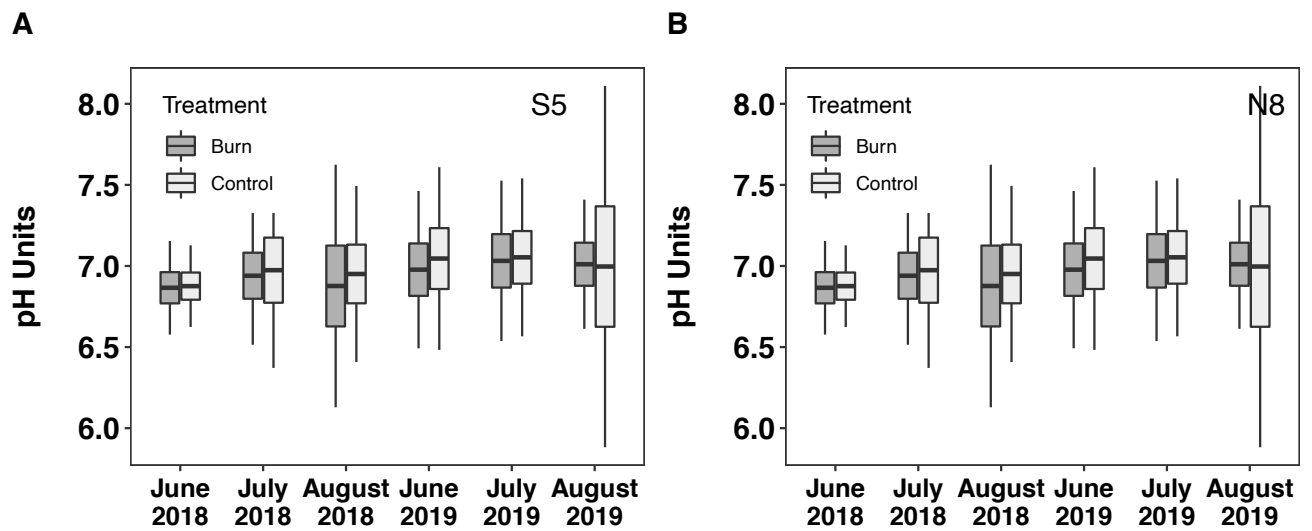 A
pH Units
8.0
7.5
7.0
6.5
6.0
Treatment
Burn
Control
S5
June 2018
July 2018
August 2018
June 2019
July 2019
August 2019
B
pH Units
8.0
7.5
7.0
6.5
6.0
Treatment
Burn
Control
N8
June 2018
July 2018
August 2018
June 2019
July 2019
August 2019